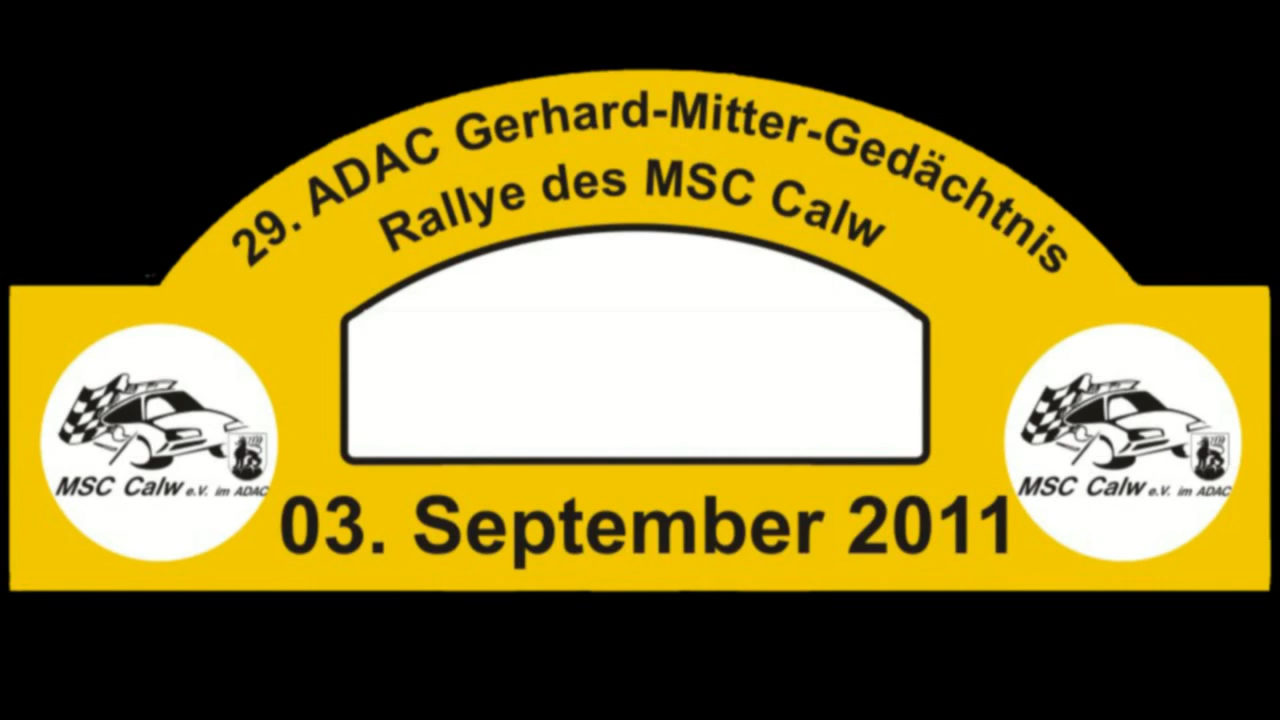 29. ADAC Gerhard-Mitter-Gedächtnis
Rallye des MSC Calw
MSC Calw e.V. im ADAC
MSC Calw e.V. im ADAC
03. September 2011